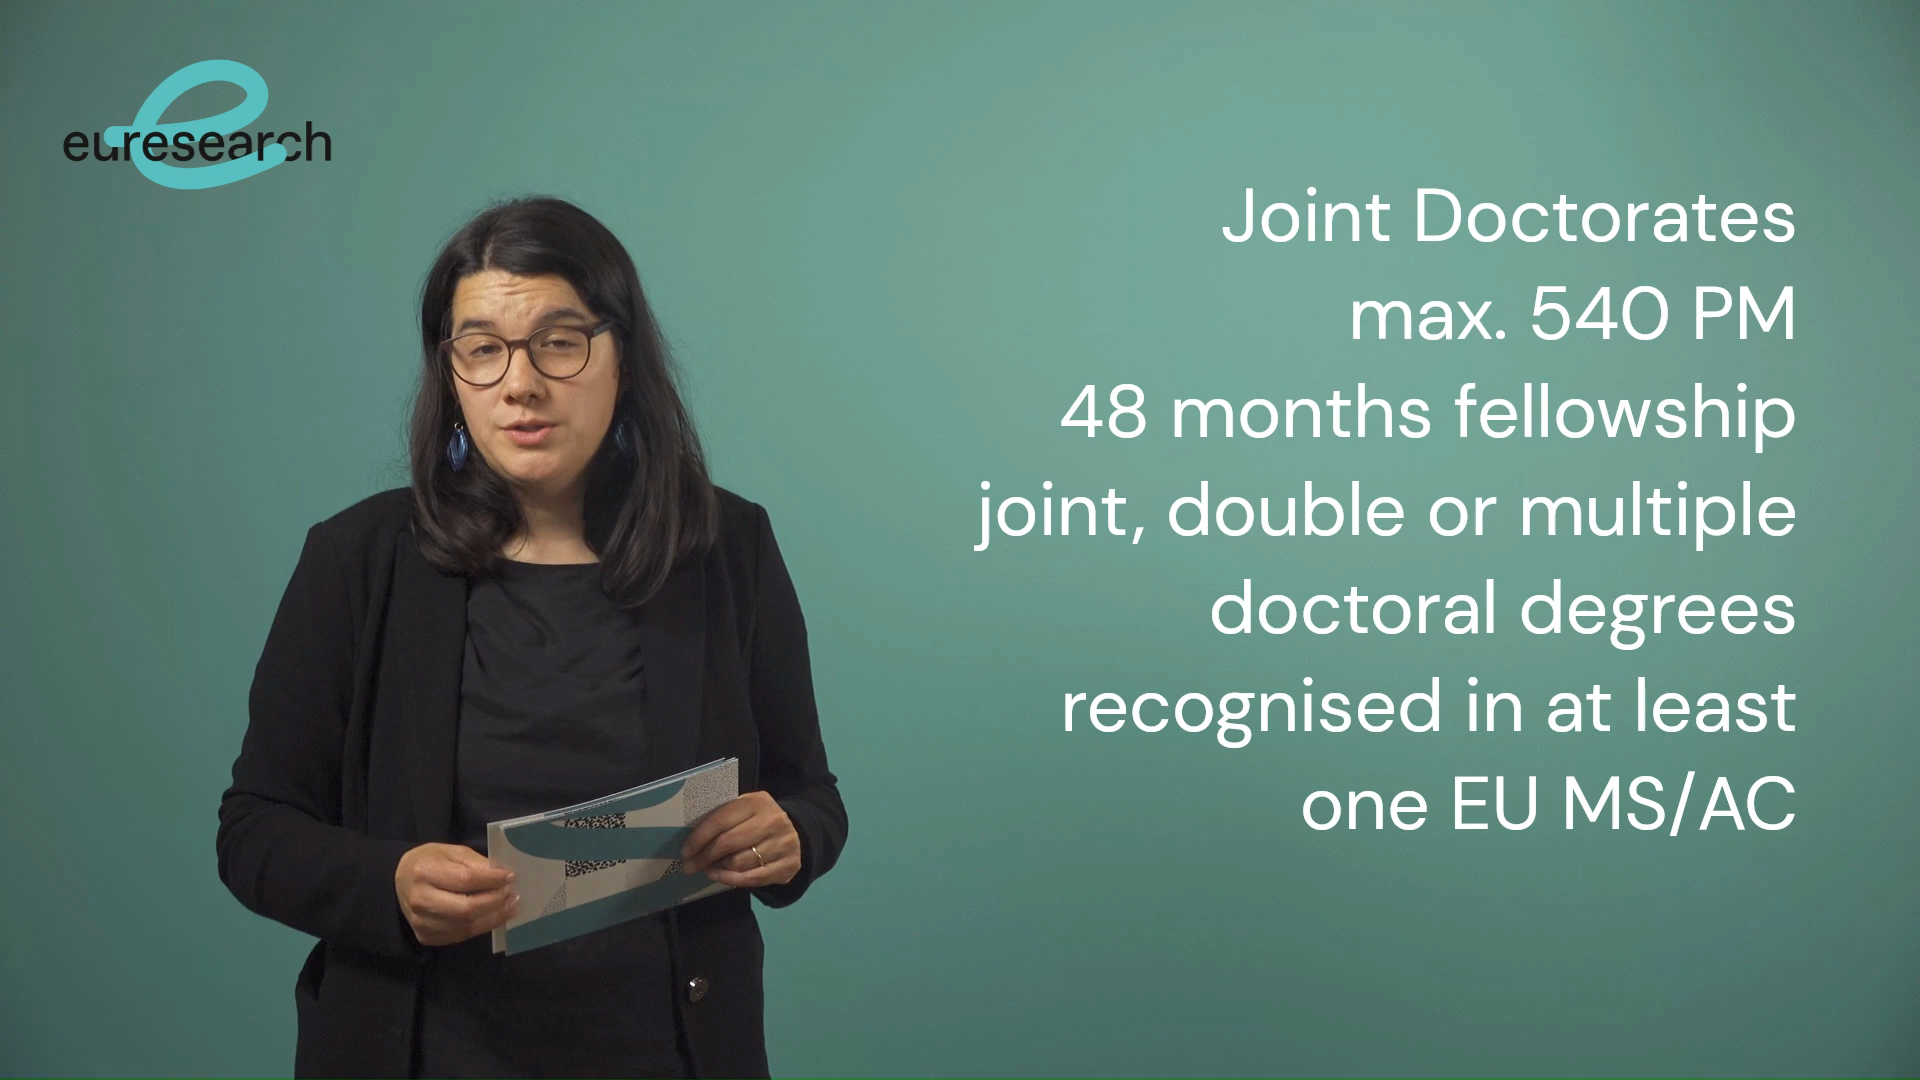 euresearch
Joint Doctorates
max. 540 PM
48 months fellowship
joint, double or multiple
doctoral degrees
recognised in at least
one EU MS/AC